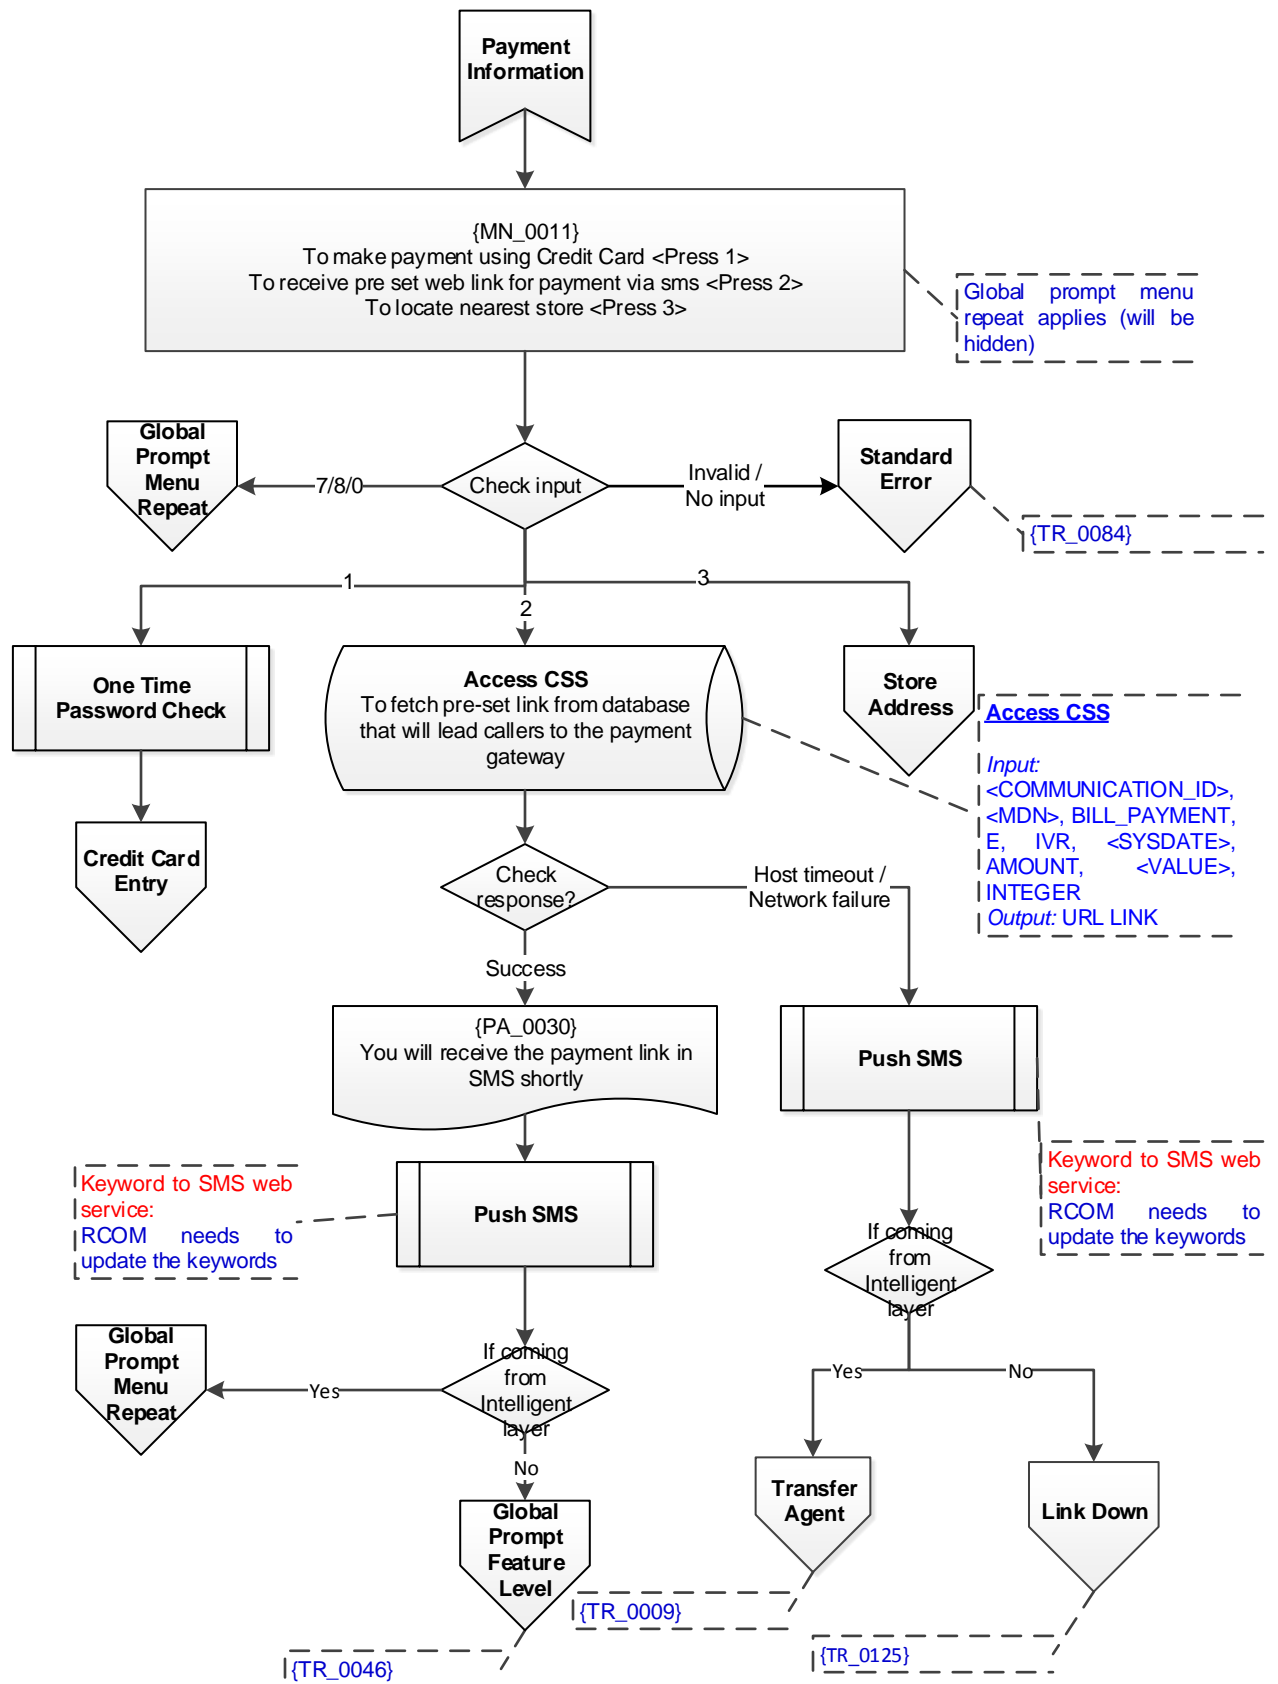 Payment
Information
{MN_0011}
To make payment using Credit Card <Press 1>
To receive pre set web link for payment via sms <Press 2>
To locate nearest store <Press 3>
Global prompt menu
repeat applies (will be
hidden)
Global
Prompt
Menu
Repeat
7/8/0
Check input
Invalid /
No input
Standard
Error
{TR_0084}
1
2
3
One Time
Password Check
Access CSS
To fetch pre-set link from database
that will lead callers to the payment
gateway
Store
Address
Access CSS
Input:
<COMMUNICATION_ID>,
<MDN>, BILL_PAYMENT,
E, IVR, <SYSDATE>,
AMOUNT, <VALUE>,
INTEGER
Output: URL LINK
Credit Card
Entry
Check
response?
Host timeout /
Network failure
Success
{PA_0030}
You will receive the payment link in
SMS shortly
Push SMS
Keyword to SMS web
service:
RCOM needs to
update the keywords
Push SMS
Keyword to SMS web
service:
RCOM needs to
update the keywords
If coming
from
Intelligent
layer
Global
Prompt
Menu
Repeat
Yes
If coming
from
Intelligent
layer
Yes
No
No
Global
Prompt
Feature
Level
Transfer
Agent
Link Down
{TR_0009}
{TR_0046}
{TR_0125}